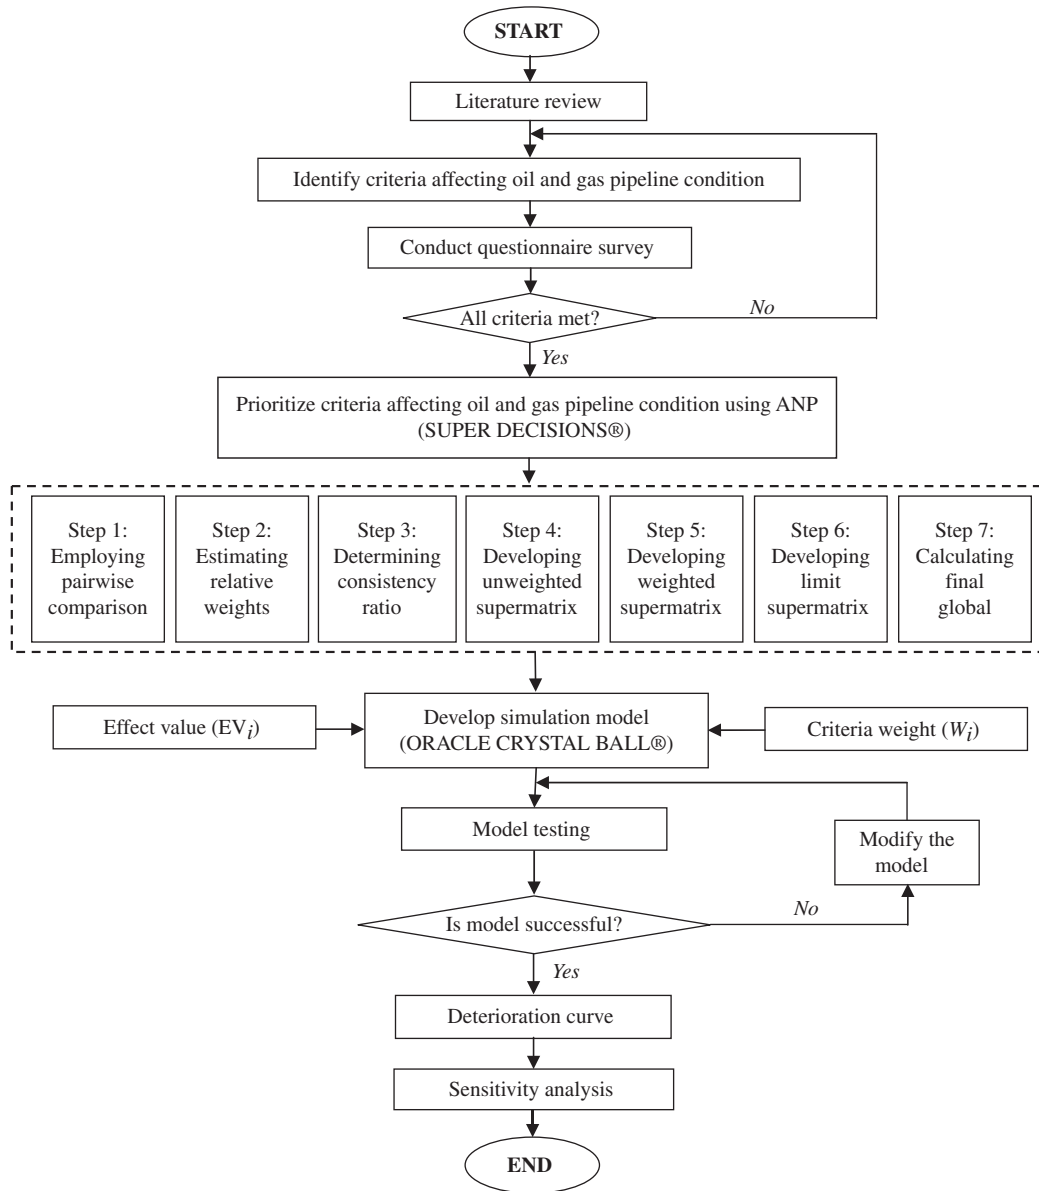 START
Literature review
Identify criteria affecting oil and gas pipeline condition
Conduct questionnaire survey
All criteria met?
No
Yes
Prioritize criteria affecting oil and gas pipeline condition using ANP
(SUPER DECISIONS®)
Step 1:
Employing
pairwise
comparison
Step 2:
Estimating
relative
weights
Step 3:
Determining
consistency
ratio
Step 4:
Developing
unweighted
supermatrix
Step 5:
Developing
weighted
supermatrix
Step 6:
Developing
limit
supermatrix
Step 7:
Calculating
final
global
Effect value (EVi)
Develop simulation model
(ORACLE CRYSTAL BALL®)
Criteria weight (Wi)
Model testing
Modify the
model
Is model successful?
No
Yes
Deterioration curve
Sensitivity analysis
END